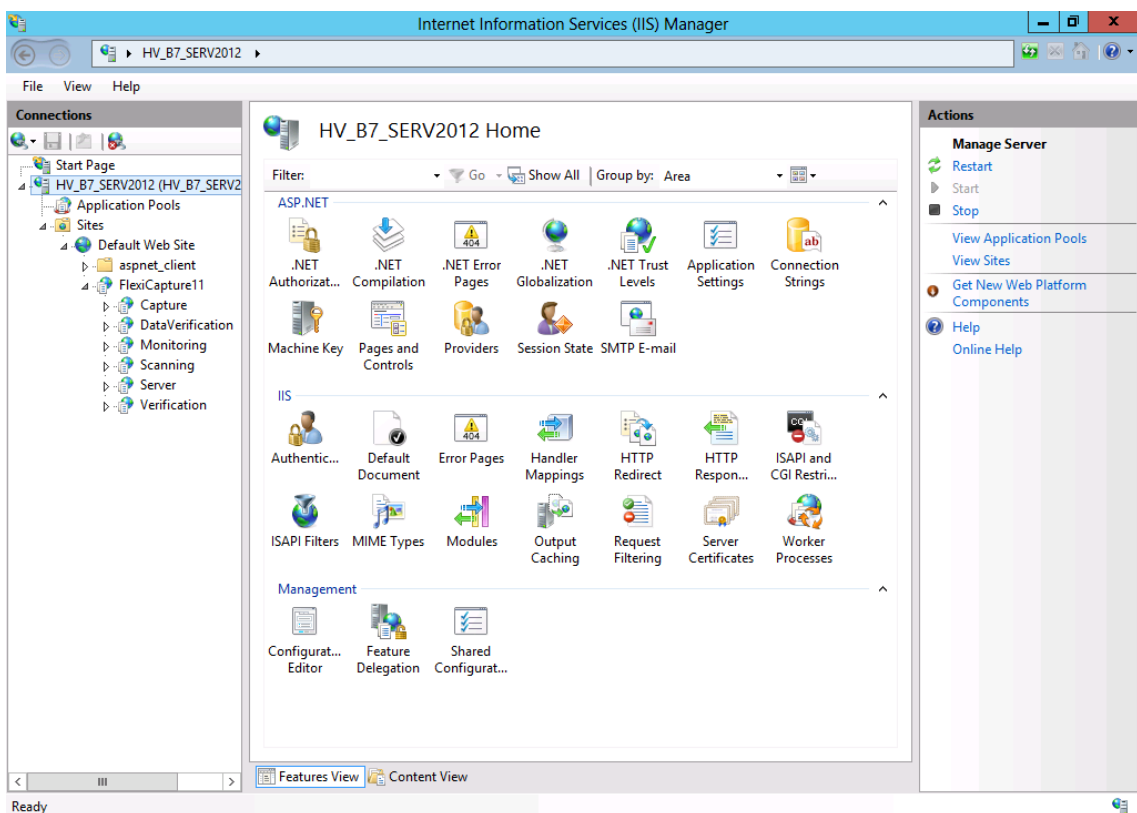 Internet Information Services (IIS) Manager
HV_B7_SERV2012
File View Help
Connections
Start Page
HV_B7_SERV2012 (HV_B7_SERV2
Application Pools
Sites
Default Web Site
aspnet_client
FlexiCapture11
Capture
DataVerification
Monitoring
Scanning
Server
Verification
HV_B7_SERV2012 Home
Filter: Go Show All Group by: Area
ASP.NET
.NET .NET .NET Error .NET .NET Trust Application Connection
Authorizat... Compilation Pages Globalization Levels Settings Strings
Machine Key Pages and Providers Session State SMTP E-mail
Controls
IIS
Authentic... Default Error Pages Handler HTTP HTTP ISAPI and
Document Mappings Redirect Respon... CGI Restri...
ISAPI Filters MIME Types Modules Output Request Server Worker
Caching Filtering Certificates Processes
Management
Configurat... Feature Shared
Editor Delegation Configurat...
Features View Content View
Actions
Manage Server
Restart
Start
Stop
View Application Pools
View Sites
Get New Web Platform
Components
Help
Online Help
Ready